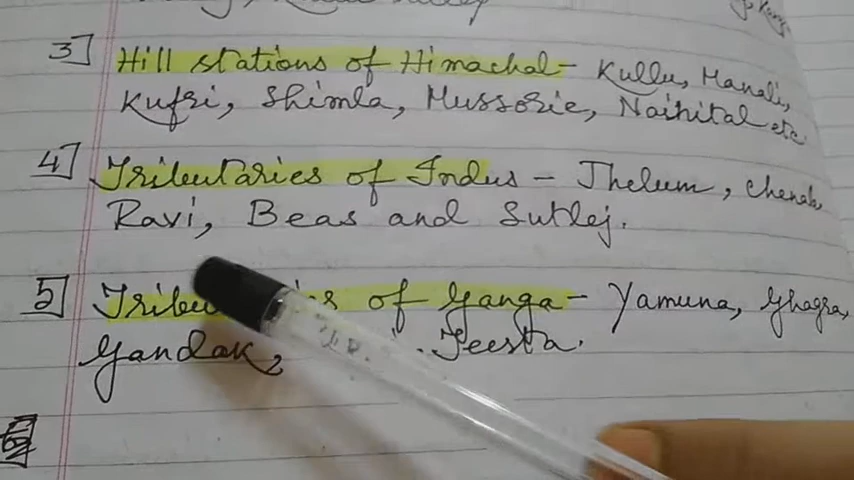 3] Hill stations of Himachal - Kullu, Manali,
Kufri, Shimla, Mussorie, Nainital etc
4] Tributaries of Indus - Jhelum, Chenab,
Ravi, Beas and Sutlej.
5] of Ganga - Yamuna, Ghagra,
Gandak, Teesta.